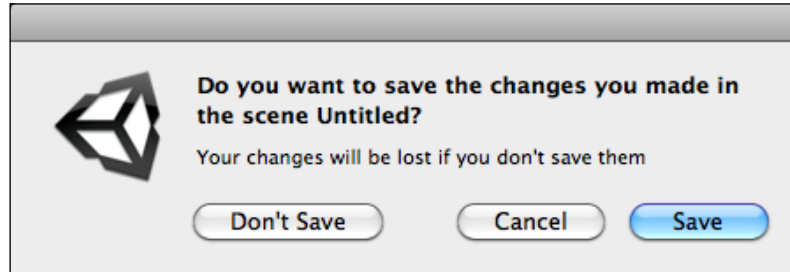 Do you want to save the changes you made in
the scene Untitled?
Your changes will be lost if you don't save them
Don't Save Cancel Save